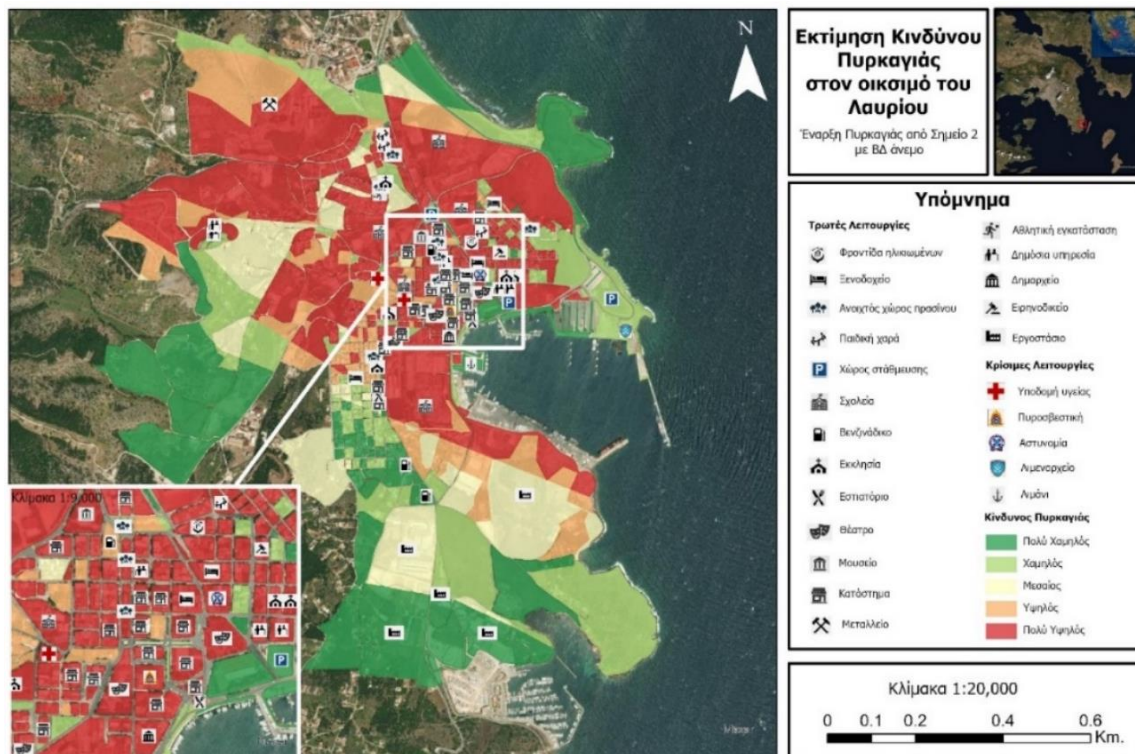 N
Εκτίμηση Κινδύνου
Πυρκαγιάς
στον οικσιμό του
Λαυρίου
Έναρξη Πυρκαγιάς από Σημείο 2
με ΒΔ άνεμο
Υπόμνημα
Τρωτές Λειτουργίες
Φροντίδα ηλικιωμένων
Ξενοδοχείο
Ανοιχτός χώρος πρασίνου
Παιδική χαρά
P
Χώρος στάθμευσης
Σχολεία
Βενζινάδικο
Εκκλησία
Εστιατόριο
Θέατρο
Μουσείο
Κατάστημα
Μεταλλείο
Αθλητική εγκατάσταση
Δημόσια υπηρεσία
Δημαρχείο
Ειρηνοδικείο
Εργοστάσιο
Κρίσιμες Λειτουργίες
Υποδομή υγείας
Πυροσβεστική
Αστυνομία
Λιμεναρχείο
Λιμάνι
Κίνδυνος Πυρκαγιάς
Πολύ Χαμηλός
Χαμηλός
Μεσαίος
Υψηλός
Πολύ Υψηλός
P
P
P
Κλίμακα 1:9,000
P
Κλίμακα 1:20,000
0 0.1 0.2 0.4 0.6
Km.